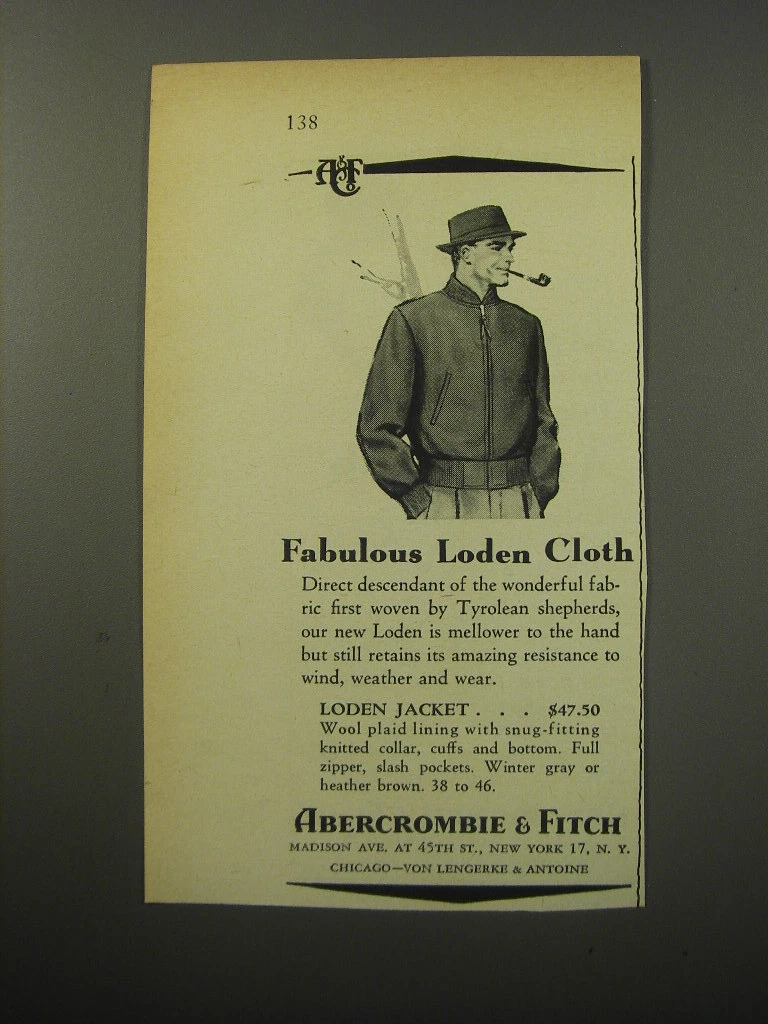 138
A&F Co
Fabulous Loden Cloth
Direct descendant of the wonderful fab-
ric first woven by Tyrolean shepherds,
our new Loden is mellower to the hand
but still retains its amazing resistance to
wind, weather and wear.
LODEN JACKET . . . $47.50
Wool plaid lining with snug-fitting
knitted collar, cuffs and bottom. Full
zipper, slash pockets. Winter gray or
heather brown. 38 to 46.
ABERCROMBIE & FITCH
MADISON AVE. AT 45TH ST., NEW YORK 17, N. Y.
CHICAGO—VON LENGERKE & ANTOINE